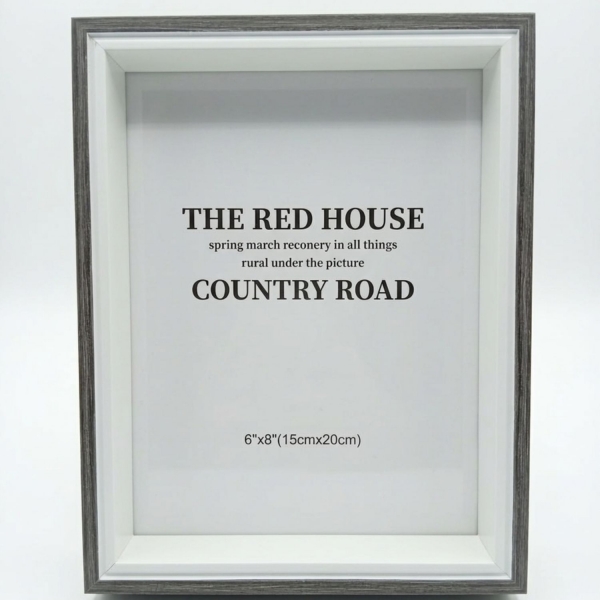 THE RED HOUSE
spring march reconery in all things
rural under the picture
COUNTRY ROAD
6"x8"(15cmx20cm)